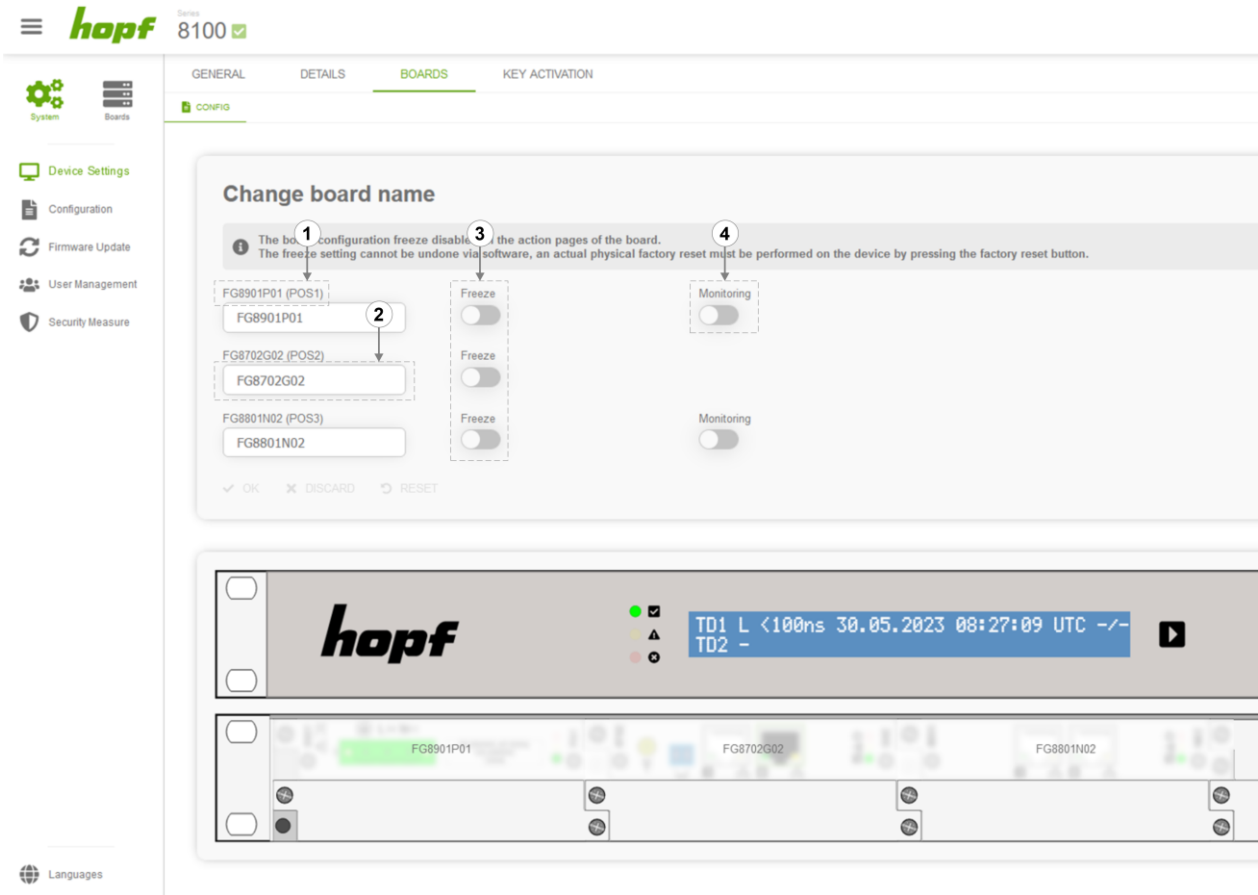 hopf
Series
8100
GENERAL DETAILS BOARDS KEY ACTIVATION
CONFIG
System Boards
Device Settings
Configuration
Firmware Update
User Management
Security Measure
Languages
Change board name
1 3 4
The configuration freeze the action pages of the board.
The freeze setting cannot be undone via software, an actual physical factory reset must be performed on the device by pressing the factory reset button.
FG8901P01 (POS1) Freeze Monitoring
FG8901P01
2
FG8702G02 (POS2) Freeze
FG8702G02
FG8801N02 (POS3) Freeze Monitoring
FG8801N02
OK DISCARD RESET
hopf
TD1 L <100ns 30.05.2023 08:27:09 UTC -/-
TD2 -
FG8901P01 FG8702G02 FG8801N02